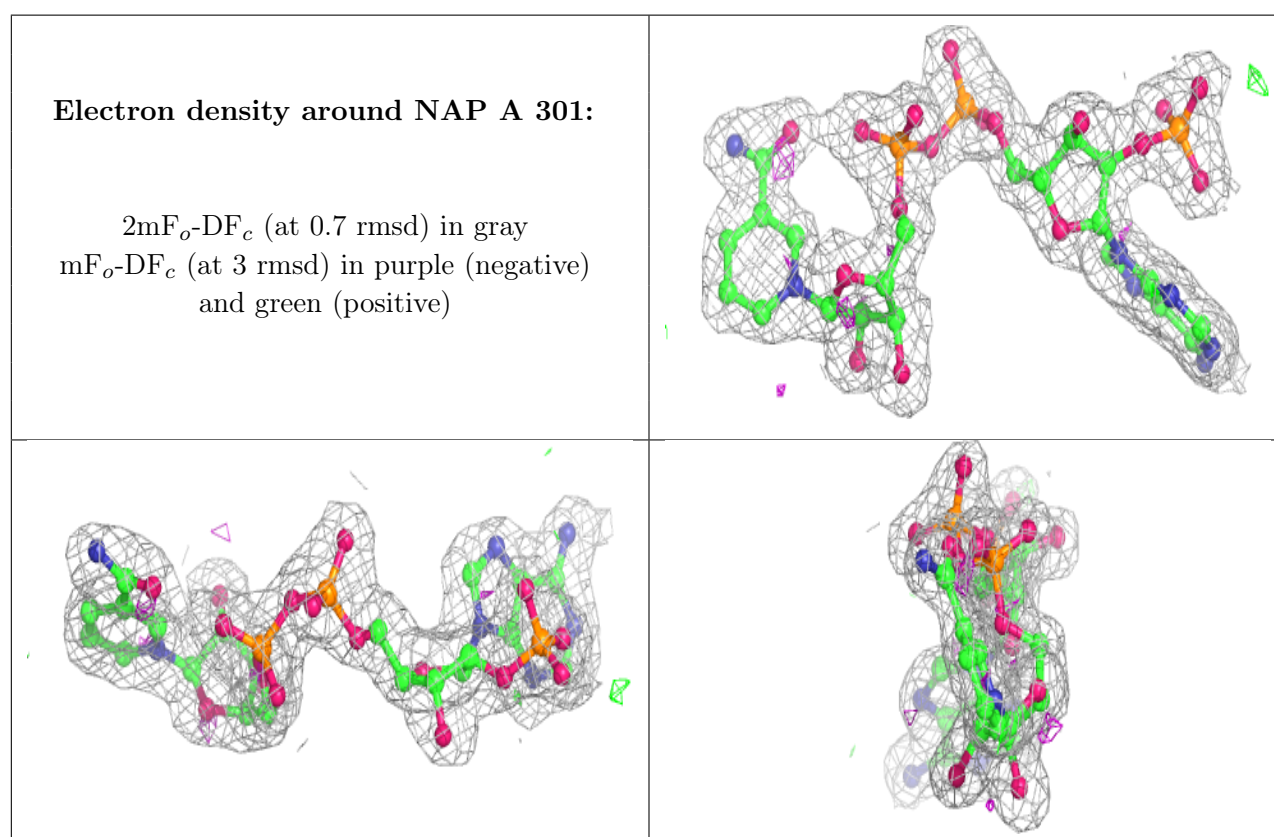 Electron density around NAP A 301:
2mFo-DFc (at 0.7 rmsd) in gray
mFo-DFc (at 3 rmsd) in purple (negative)
and green (positive)